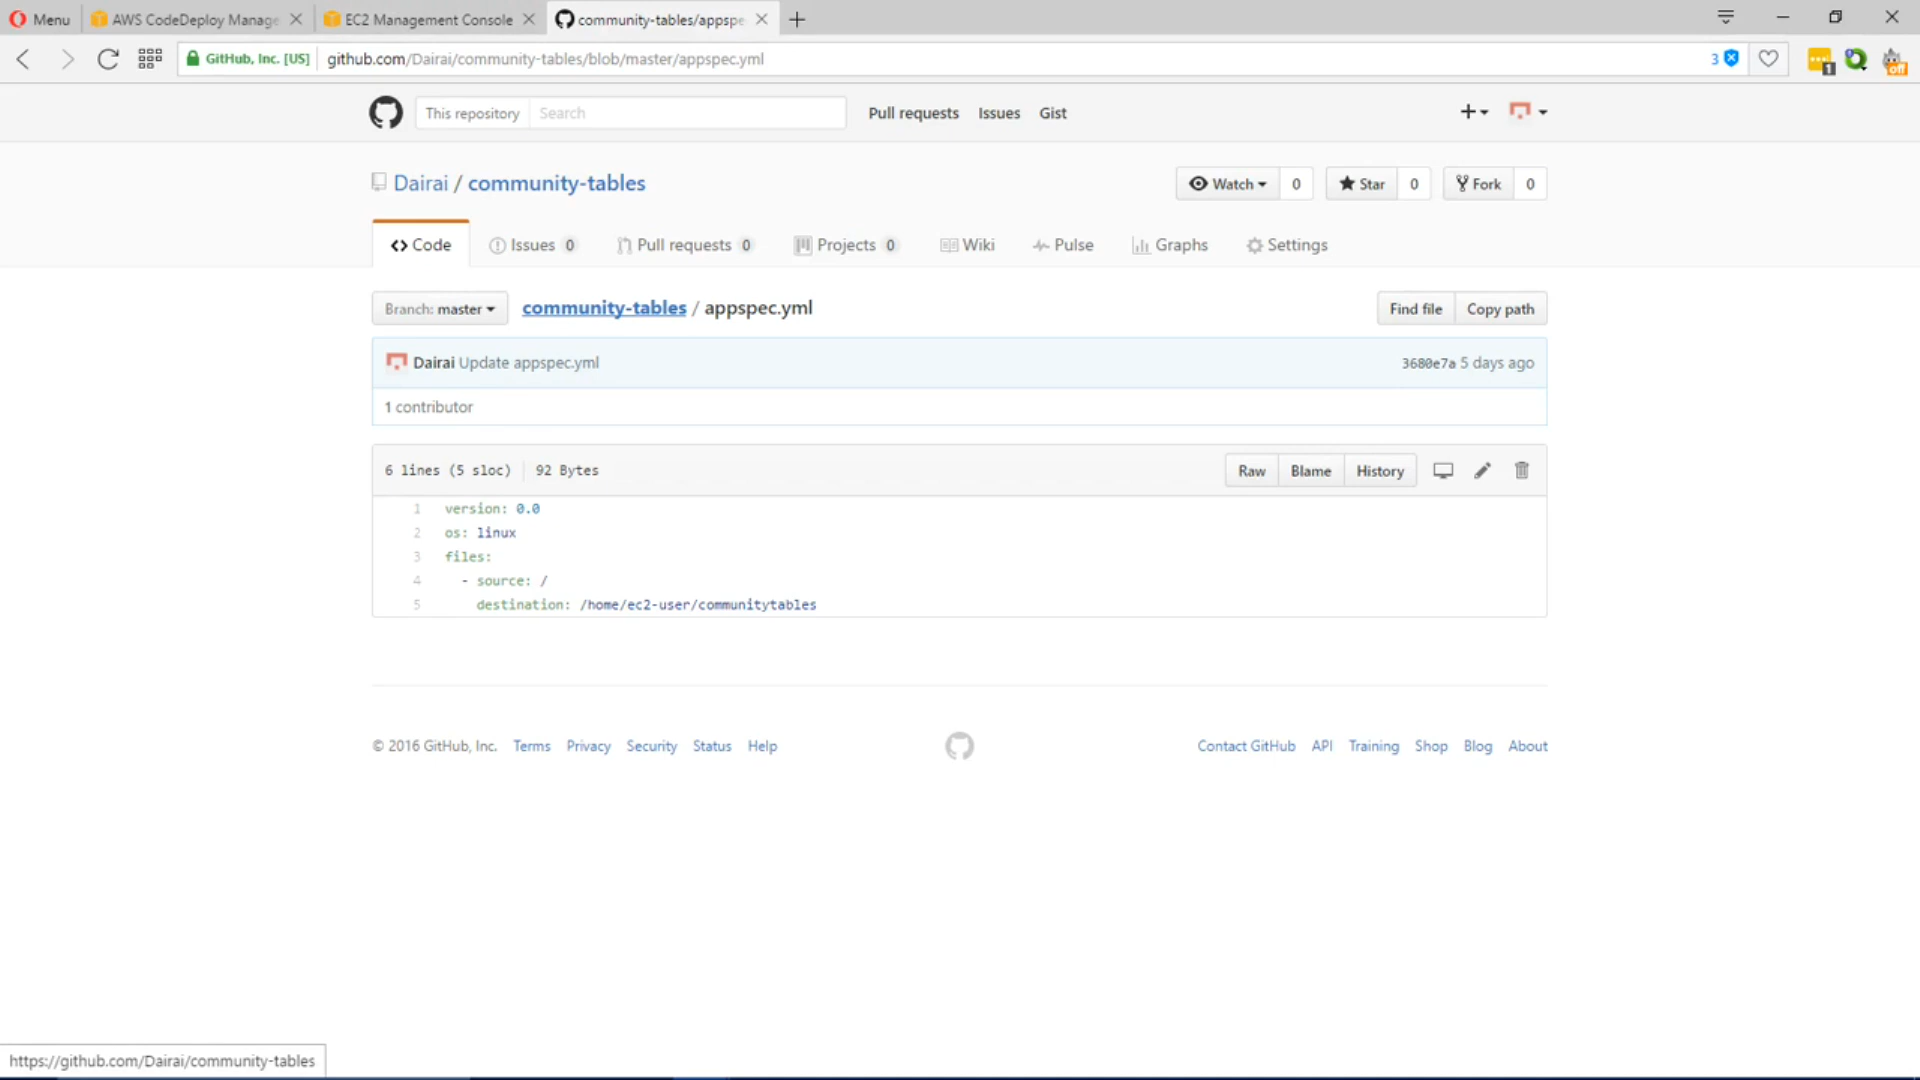 Menu
AWS CodeDeploy Manage
EC2 Management Console
community-tables/appspe
GitHub, Inc. [US]
github.com/Dairai/community-tables/blob/master/appspec.yml
3
1
off
This repository
Search
Pull requests
Issues
Gist
Dairai / community-tables
Watch 0
Star 0
Fork 0
Code
Issues 0
Pull requests 0
Projects 0
Wiki
Pulse
Graphs
Settings
Branch: master
community-tables / appspec.yml
Find file
Copy path
Dairai Update appspec.yml
3680e7a 5 days ago
1 contributor
6 lines (5 sloc)
92 Bytes
Raw
Blame
History
1 version: 0.0
2 os: linux
3 files:
4 - source: /
5 destination: /home/ec2-user/communitytables
© 2016 GitHub, Inc.
Terms
Privacy
Security
Status
Help
Contact GitHub
API
Training
Shop
Blog
About
https://github.com/Dairai/community-tables